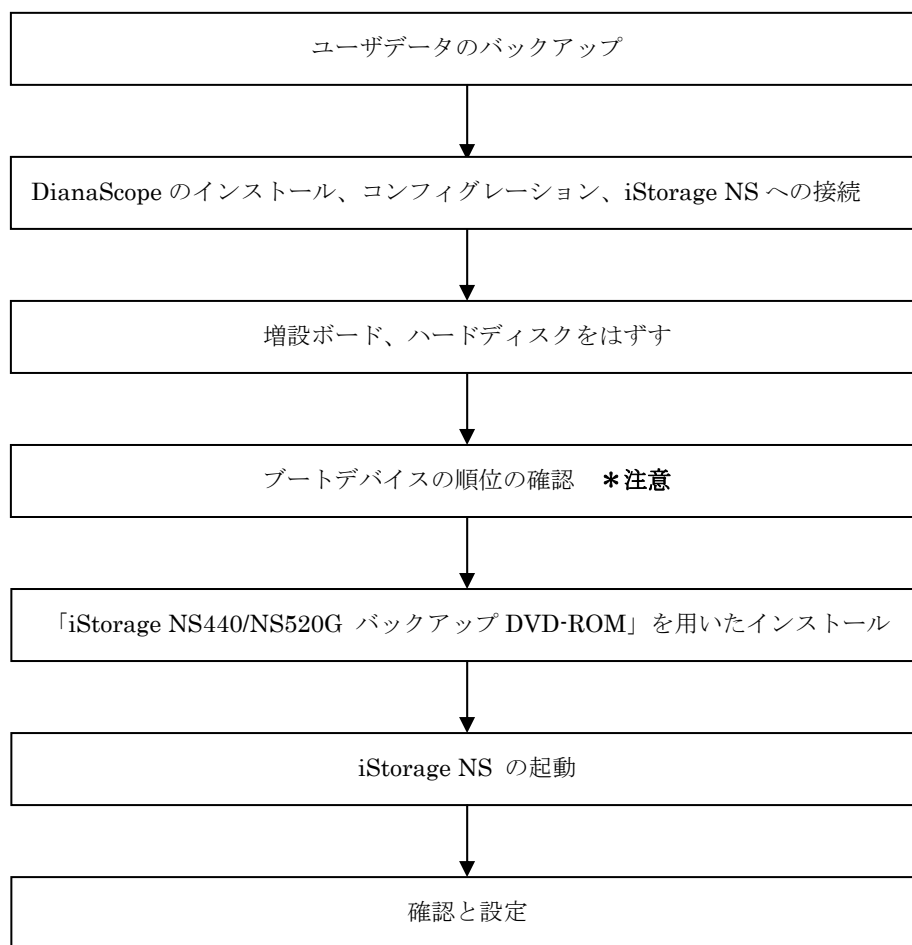 ユーザデータのバックアップ
DianaScope のインストール、コンフィグレーション、iStorage NS への接続
増設ボード、ハードディスクをはずす
ブートデバイスの順位の確認　＊注意
「iStorage NS440/NS520G バックアップ DVD-ROM」を用いたインストール
iStorage NS の起動
確認と設定